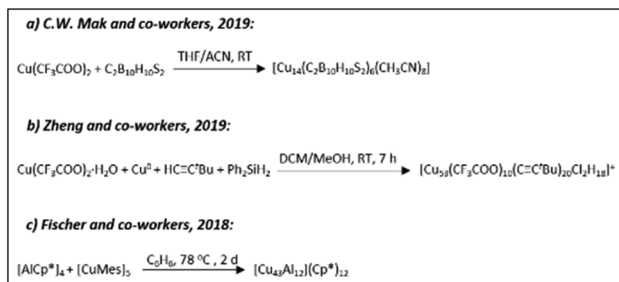 a) C.W. Mak and co-workers, 2019:
THF/ACN, RT
Cu(CF₃COO)₂ + C₂B₁₀H₁₀S₂ → [Cu₁₄(C₂B₁₀H₁₀S₂)₆(CH₃CN)₈]
b) Zheng and co-workers, 2019:
DCM/MeOH, RT, 7 h
Cu(CF₃COO)₂·H₂O + Cu⁰ + HC≡CᵗBu + Ph₂SiH₂ → [Cu₅₃(CF₃COO)₁₀(C≡CᵗBu)₂₀Cl₂H₁₈]⁺
c) Fischer and co-workers, 2018:
C₆H₆, 78 °C, 2 d
[AlCp*]₄ + [CuMes]₅ → [Cu₄₃Al₁₂](Cp*)₁₂